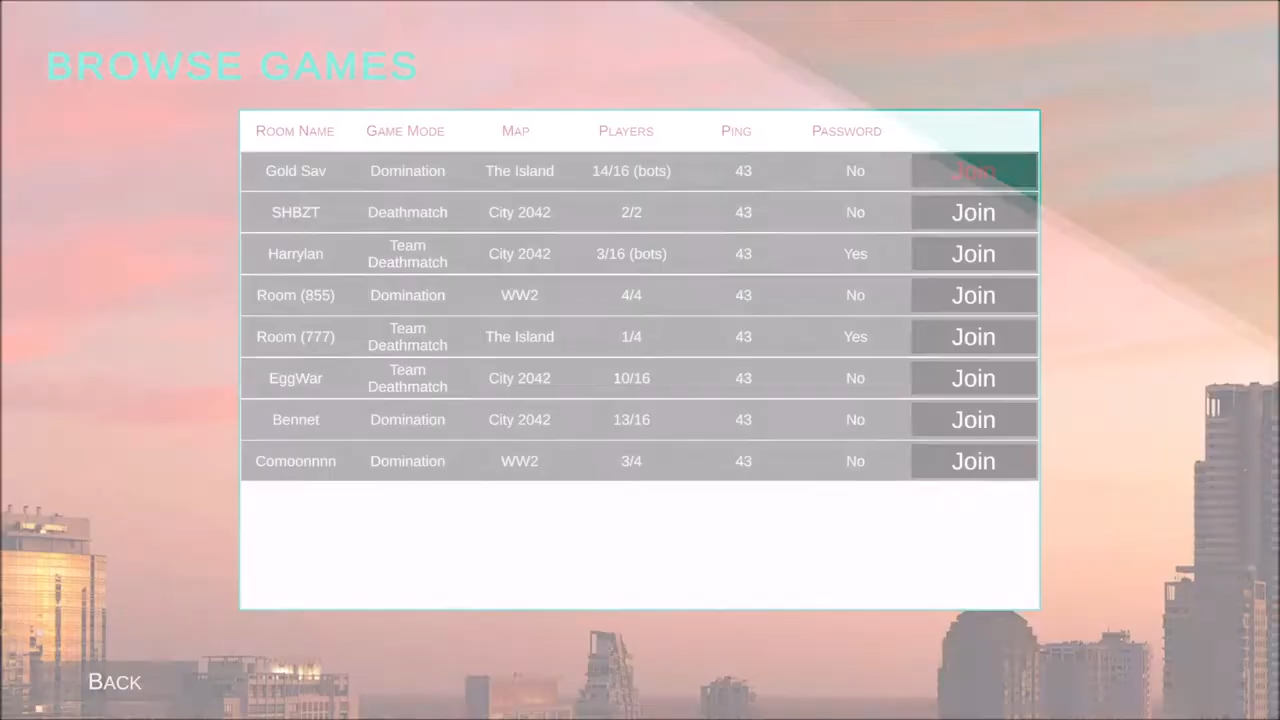 BROWSE GAMES
ROOM NAME GAME MODE MAP PLAYERS PING PASSWORD
Gold Sav Domination The Island 14/16 (bots) 43 No Join
SHBZT Deathmatch City 2042 2/2 43 No Join
Harrylan Team Deathmatch City 2042 3/16 (bots) 43 Yes Join
Room (855) Domination WW2 4/4 43 No Join
Room (777) Team Deathmatch The Island 1/4 43 Yes Join
EggWar Team Deathmatch City 2042 10/16 43 No Join
Bennet Domination City 2042 13/16 43 No Join
Comoonnnn Domination WW2 3/4 43 No Join
BACK